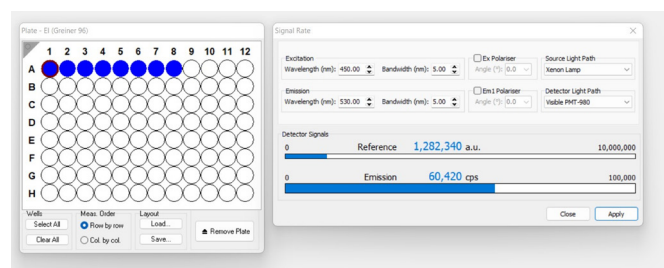 Plate - EI (Greiner 96)
1 2 3 4 5 6 7 8 9 10 11 12
A
B
C
D
E
F
G
H
Wells
Select All
Clear All
Meas. Order
Row by row
Col. by col.
Layout
Load...
Save...
Remove Plate
Signal Rate
Excitation
Wavelength (nm): 450.00 Bandwidth (nm): 5.00
Ex Polariser
Angle (°): 0.0
Source Light Path
Xenon Lamp
Emission
Wavelength (nm): 530.00 Bandwidth (nm): 5.00
Em1 Polariser
Angle (°): 0.0
Detector Light Path
Visible PMT-980
Detector Signals
0 Reference 1,282,340 a.u. 10,000,000
0 Emission 60,420 cps 100,000
Close Apply